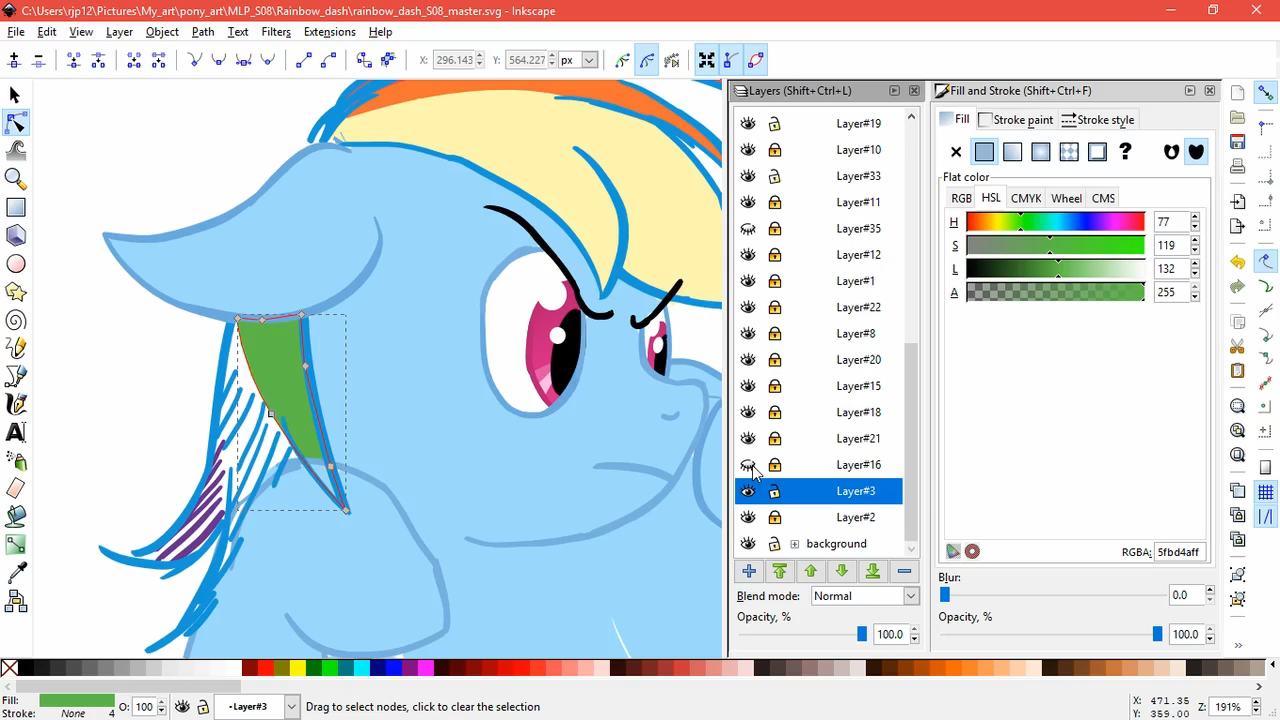 C:\Users\rjp12\Pictures\My_art\pony_art\MLP_S08\Rainbow_dash\rainbow_dash_S08_master.svg - Inkscape
File Edit View Layer Object Path Text Filters Extensions Help
X: 296.143 Y: 564.227 px
Layers (Shift+Ctrl+L)
Layer#19
Layer#10
Layer#33
Layer#11
Layer#35
Layer#12
Layer#1
Layer#22
Layer#8
Layer#20
Layer#15
Layer#18
Layer#21
Layer#16
Layer#3
Layer#2
background
Blend mode: Normal
Opacity, % 100.0
Fill and Stroke (Shift+Ctrl+F)
Fill Stroke paint Stroke style
?
Flat color
RGB HSL CMYK Wheel CMS
H 77
S 119
L 132
A 255
RGBA: 5fbd4aff
Blur: 0.0
Opacity, % 100.0
Fill: O: 100 ·Layer#3 Drag to select nodes, click to clear the selection X: 471.35 Z: 191%
Stroke: None 4 Y: 359.00